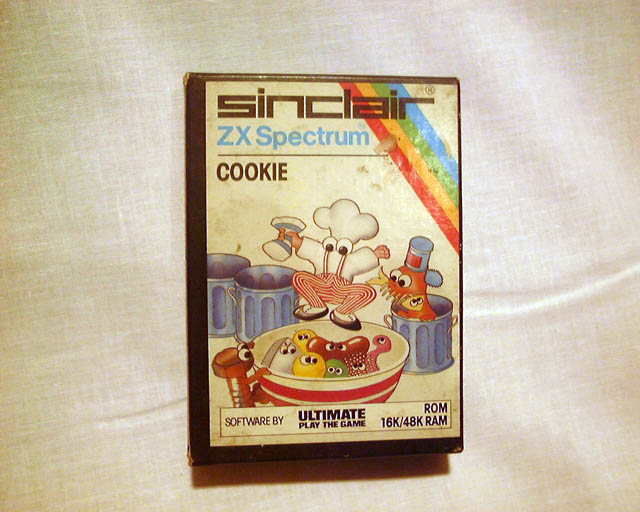 sinclair®
ZX Spectrum
COOKIE
SOFTWARE BY
ULTIMATE
PLAY THE GAME
ROM
16K/48K RAM